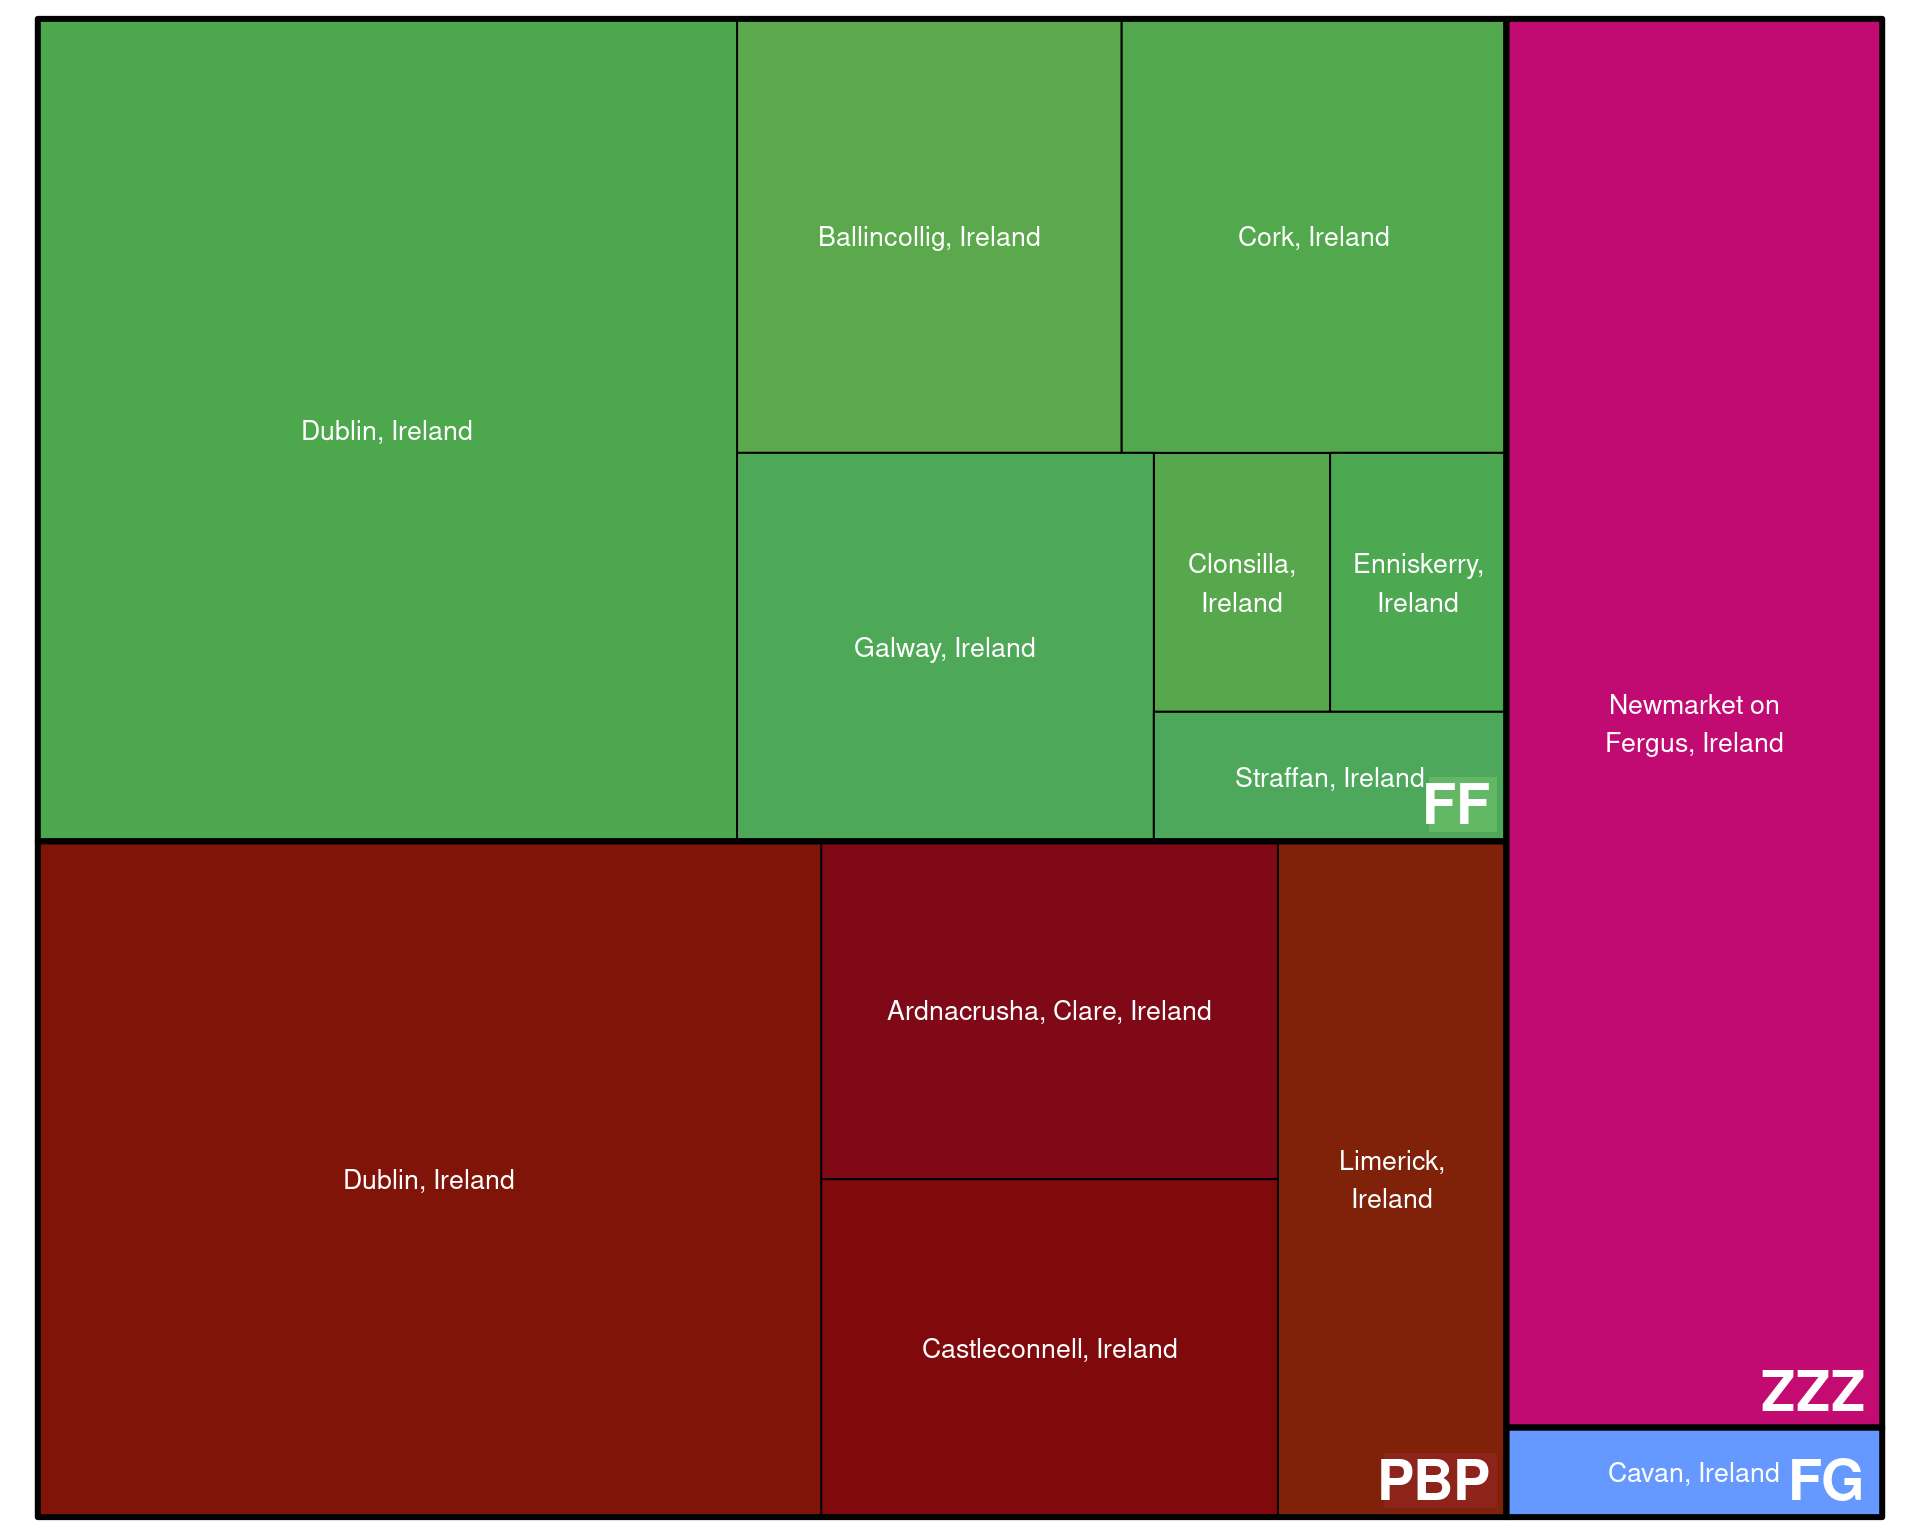 Dublin, Ireland
Ballincollig, Ireland
Cork, Ireland
Galway, Ireland
Clonsilla,
Ireland
Enniskerry,
Ireland
Straffan, Ireland
FF
Dublin, Ireland
Ardnacrusha, Clare, Ireland
Castleconnell, Ireland
Limerick,
Ireland
PBP
Newmarket on
Fergus, Ireland
ZZZ
Cavan, Ireland
FG